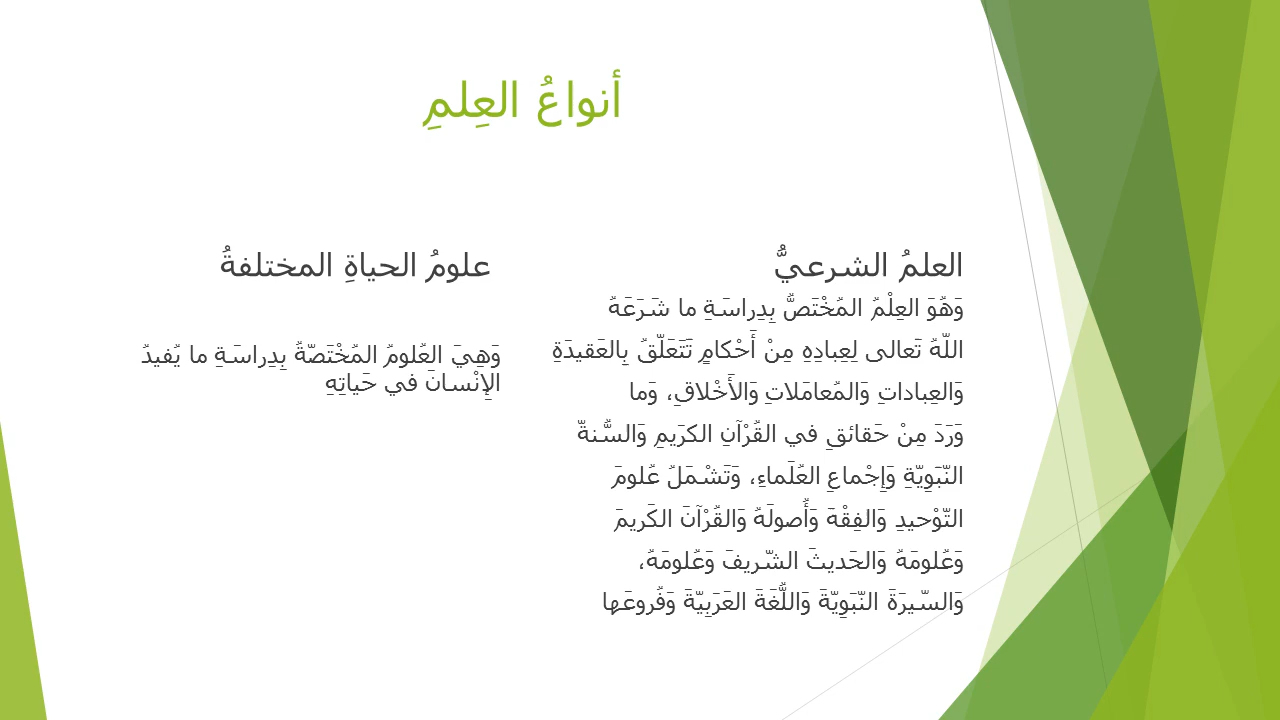 أنواعُ العِلمِ
العلمُ الشرعيُّ
وَهُوَ العِلْمُ المُخْتَصُّ بِدِراسَةِ ما شَرَعَهُ
اللّهُ تَعالى لِعِبادِهِ مِنْ أَحْكامٍ تَتَعَلّقُ بِالعَقيدَةِ
وَالعِباداتِ وَالمُعامَلاتِ وَالأَخْلاقِ، وَما
وَرَدَ مِنْ حَقائقِ في القُرْآنِ الكرَيمِ وَالسُّنةّ
النّبَوِيّةِ وَإِجْماعِ العُلَماءِ، وَتَشْمَلُ عُلومَ
التّوْحيدِ وَالفِقْهَ وَأُصولَهُ وَالقُرْآنَ الكَريمَ
وَعُلومَهُ وَالحَديثَ الشّريفَ وَعُلومَهُ،
وَالسّيرَةَ النّبَوِيّةَ وَاللُّغَةَ العَرَبِيّةَ وَفُروعَها
علومُ الحياةِ المختلفةُ
وَهِيَ العُلومُ المُخْتَصّةُ بِدِراسَةِ ما يُفيدُ
الإِنْسانَ في حَياتِهِ